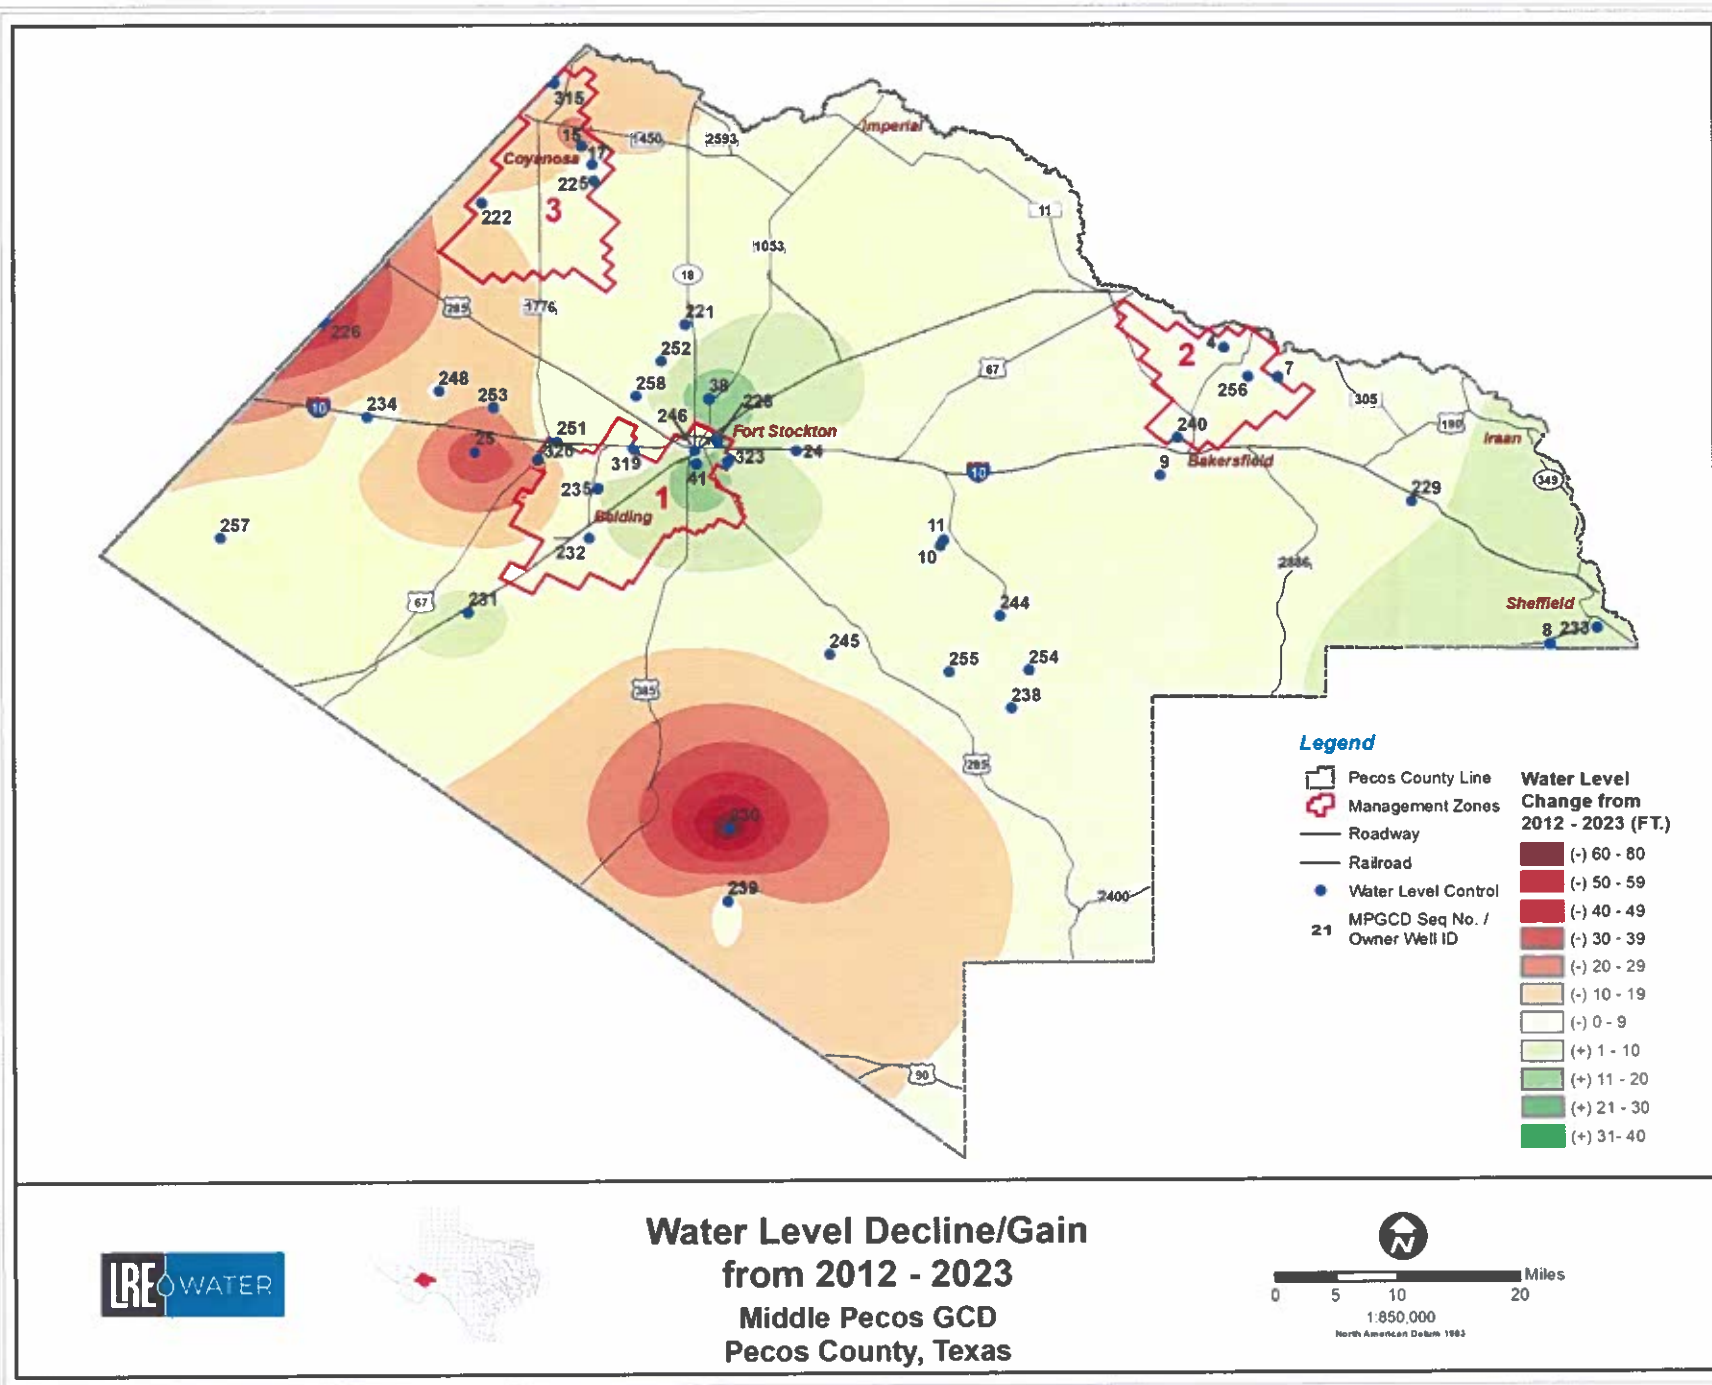 315
15
17
Coyanosa
225
222
3
1450
2593
Imperial
11
1053
18
285
1776
226
221
252
258
38
228
246
Fort Stockton
248
253
234
10
25
251
326
319
323
24
41
235
1
Belding
232
257
67
231
67
2
4
7
256
240
Bakersfield
9
10
305
190
Iraan
349
229
11
10
2886
244
245
255
254
238
Sheffield
8
233
385
285
230
239
2400
90
Legend
Pecos County Line
Management Zones
Roadway
Railroad
Water Level Control
21 MPGCD Seq No. /
Owner Well ID
Water Level
Change from
2012 - 2023 (FT.)
(-) 60 - 80
(-) 50 - 59
(-) 40 - 49
(-) 30 - 39
(-) 20 - 29
(-) 10 - 19
(-) 0 - 9
(+) 1 - 10
(+) 11 - 20
(+) 21 - 30
(+) 31- 40
LRE WATER
Water Level Decline/Gain
from 2012 - 2023
Middle Pecos GCD
Pecos County, Texas
N
Miles
0 5 10 20
1:850,000
North American Datum 1983